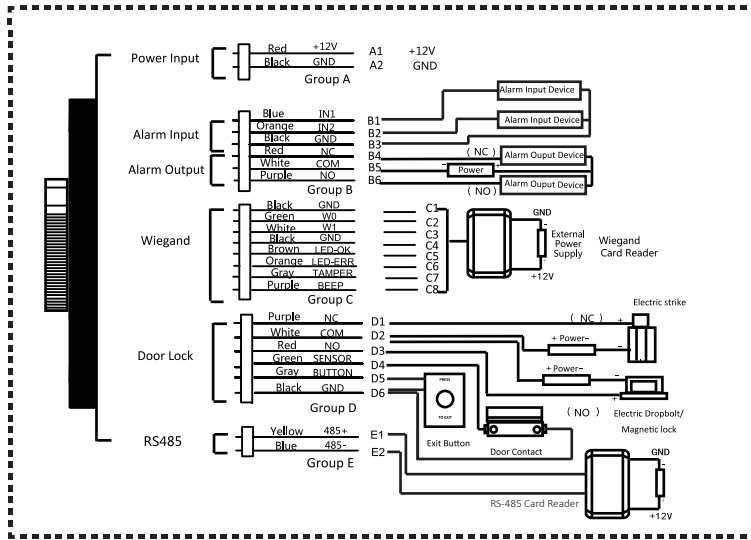 Power Input
Red +12V A1 +12V
Black GND A2 GND
Group A
Alarm Input
Alarm Output
Blue IN1 B1
Orange IN2 B2
Black GND B3
Red NC B4
White COM B5
Purple NO B6
Group B
Alarm Input Device
Alarm Input Device
( NC ) Alarm Ouput Device
- Power +
( NO ) Alarm Ouput Device
Wiegand
Black GND C1
Green W0 C2
White W1 C3
Black GND C4
Brown LED-OK C5
Orange LED-ERR C6
Gray TAMPER C7
Purple BEEP C8
Group C
GND
-
External
Power
Supply
+
+12V
Wiegand
Card Reader
Door Lock
Purple NC D1
White COM D2
Red NO D3
Green SENSOR D4
Gray BUTTON D5
Black GND D6
Group D
Electric strike
( NC ) +
+ Power- -
+ Power- -
+
( NO ) Electric Dropbolt/
Magnetic lock
PRESS
TO EXIT
Exit Button
Door Contact
RS485
Yellow 485+ E1
Blue 485- E2
Group E
RS-485 Card Reader
GND
-
+
+12V